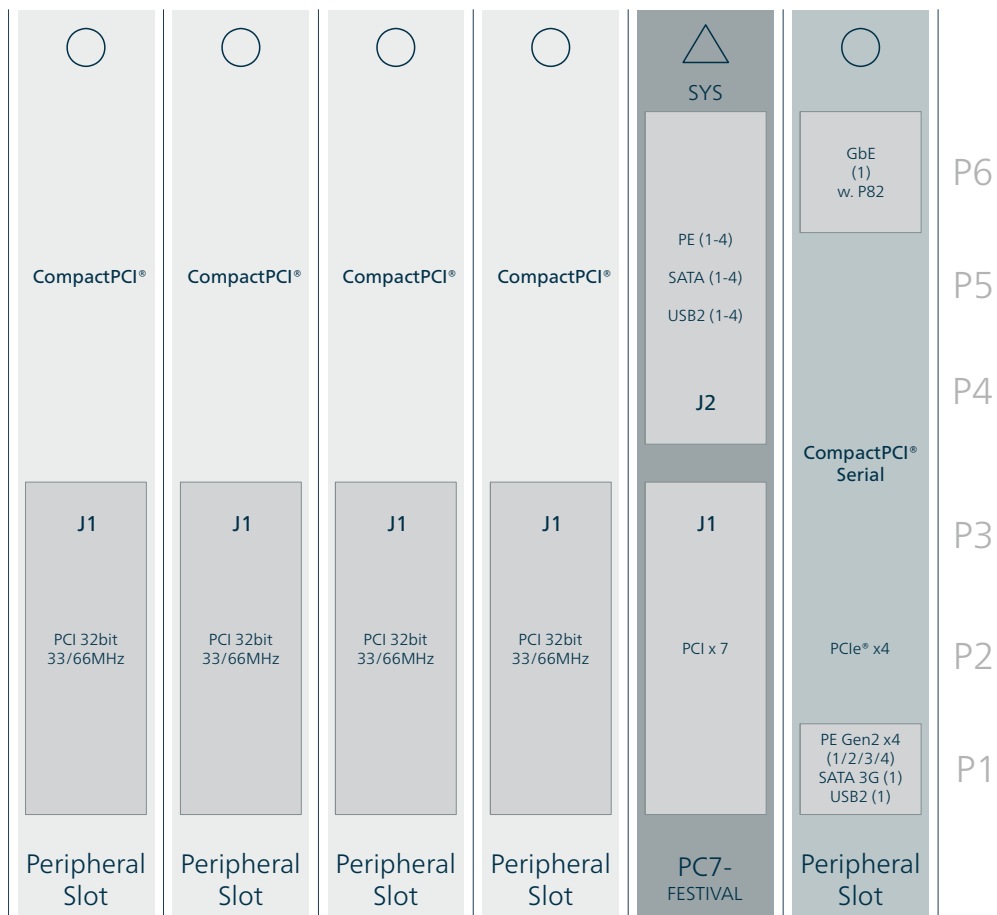 CompactPCI®
J1
PCI 32bit
33/66MHz
Peripheral
Slot
CompactPCI®
J1
PCI 32bit
33/66MHz
Peripheral
Slot
CompactPCI®
J1
PCI 32bit
33/66MHz
Peripheral
Slot
CompactPCI®
J1
PCI 32bit
33/66MHz
Peripheral
Slot
SYS
PE (1-4)
SATA (1-4)
USB2 (1-4)
J2
J1
PCI x 7
PC7-
FESTIVAL
GbE
(1)
w. P82
CompactPCI®
Serial
PCIe® x4
PE Gen2 x4
(1/2/3/4)
SATA 3G (1)
USB2 (1)
Peripheral
Slot
P6
P5
P4
P3
P2
P1